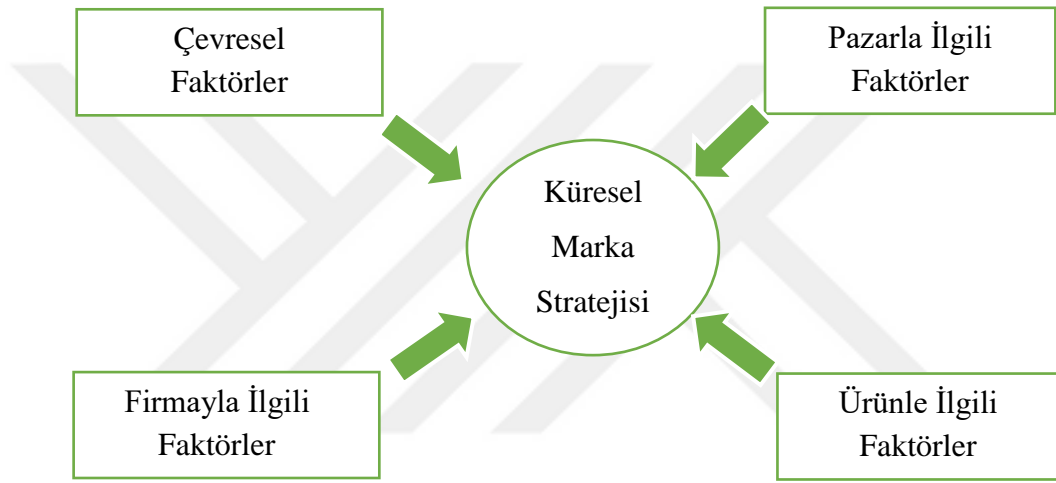 Çevresel
Faktörler
Pazarla İlgili
Faktörler
Küresel
Marka
Stratejisi
Firmayla İlgili
Faktörler
Ürünle İlgili
Faktörler